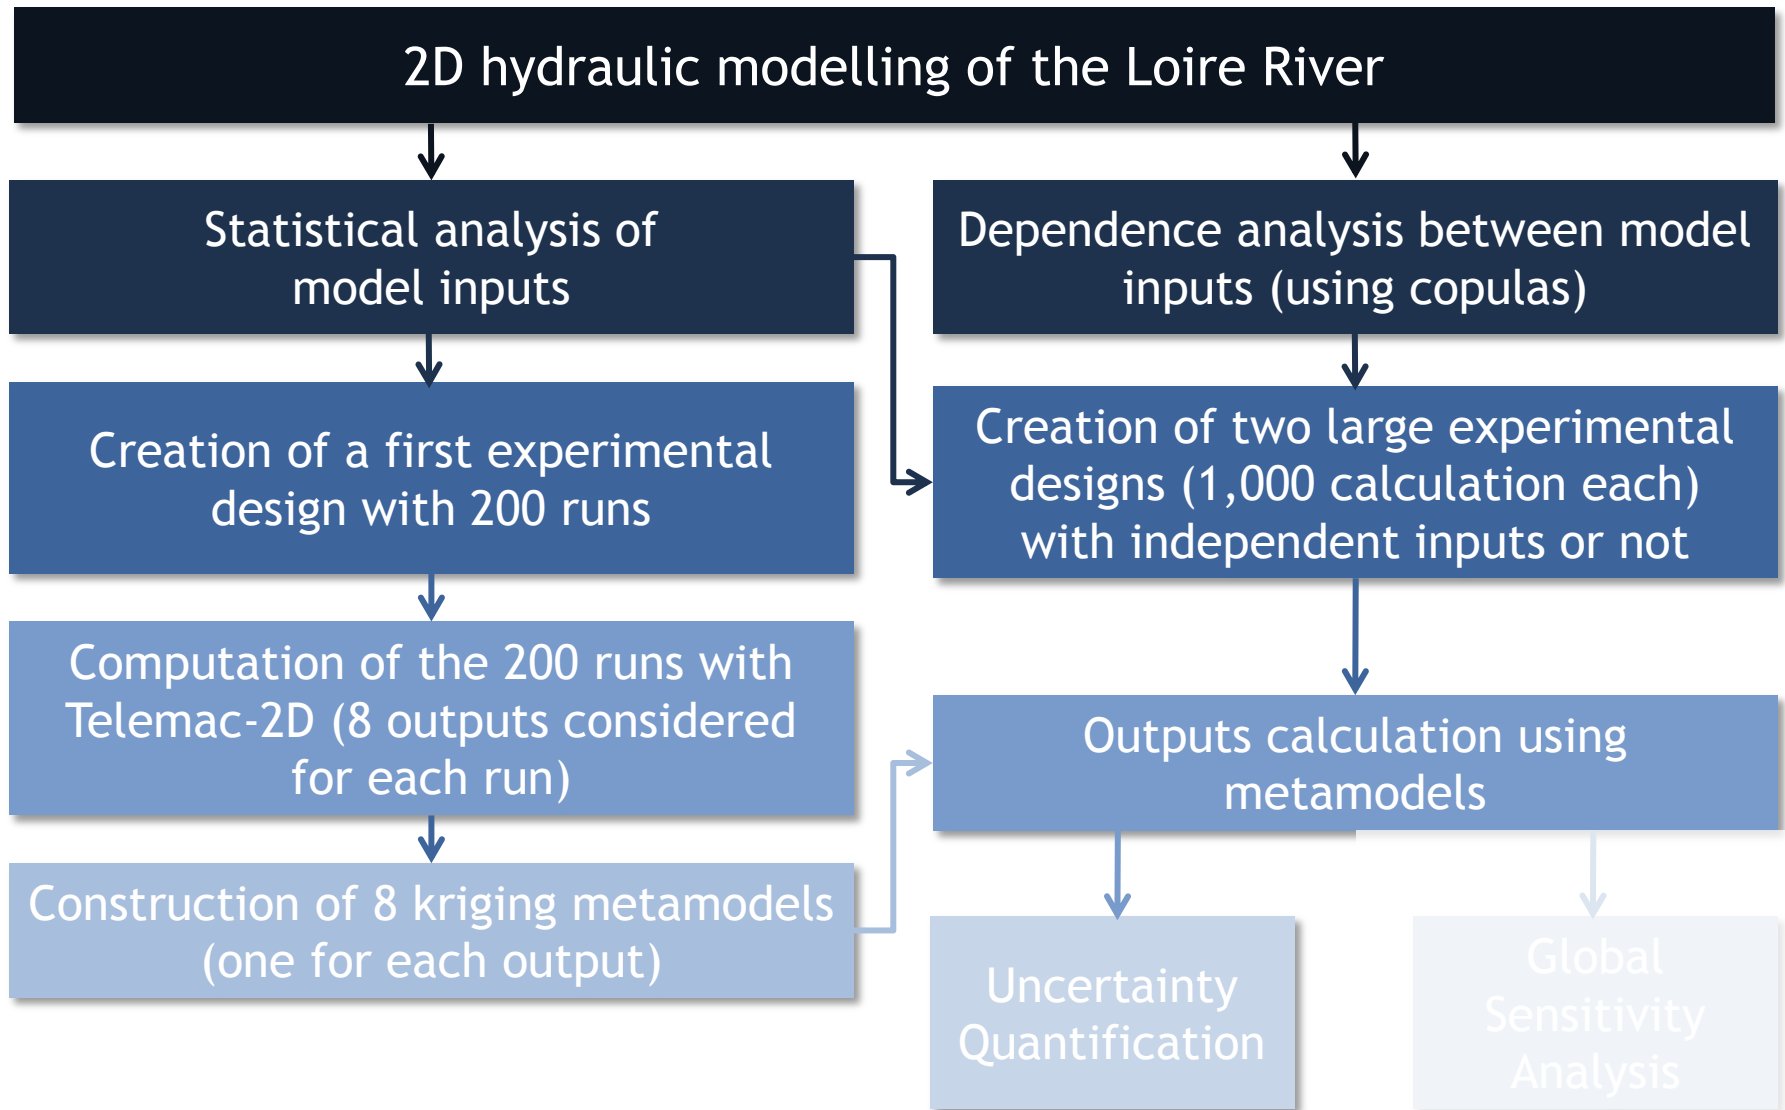 2D hydraulic modelling of the Loire River
Statistical analysis of
model inputs
Dependence analysis between model
inputs (using copulas)
Creation of a first experimental
design with 200 runs
Creation of two large experimental
designs (1,000 calculation each)
with independent inputs or not
Computation of the 200 runs with
Telemac-2D (8 outputs considered
for each run)
Outputs calculation using
metamodels
Construction of 8 kriging metamodels
(one for each output)
Uncertainty
Quantification
Global
Sensitivity
Analysis